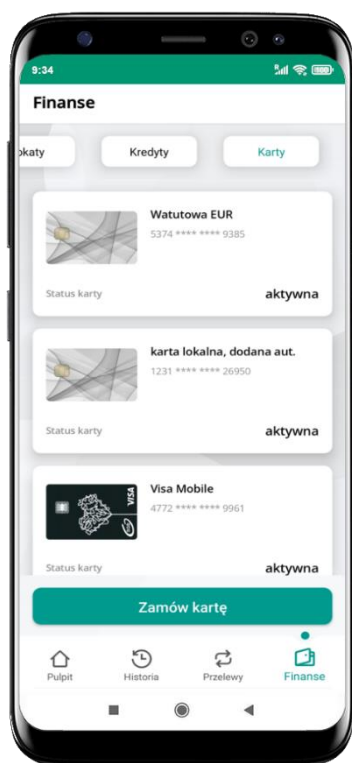 9:34
Finanse
okaty
Kredyty
Karty
Watutowa EUR
5374 **** **** 9385
Status karty
aktywna
karta lokalna, dodana aut.
1231 **** **** 26950
Status karty
aktywna
VISA
Visa Mobile
4772 **** **** 9961
Status karty
aktywna
Zamów kartę
Pulpit
Historia
Przelewy
Finanse